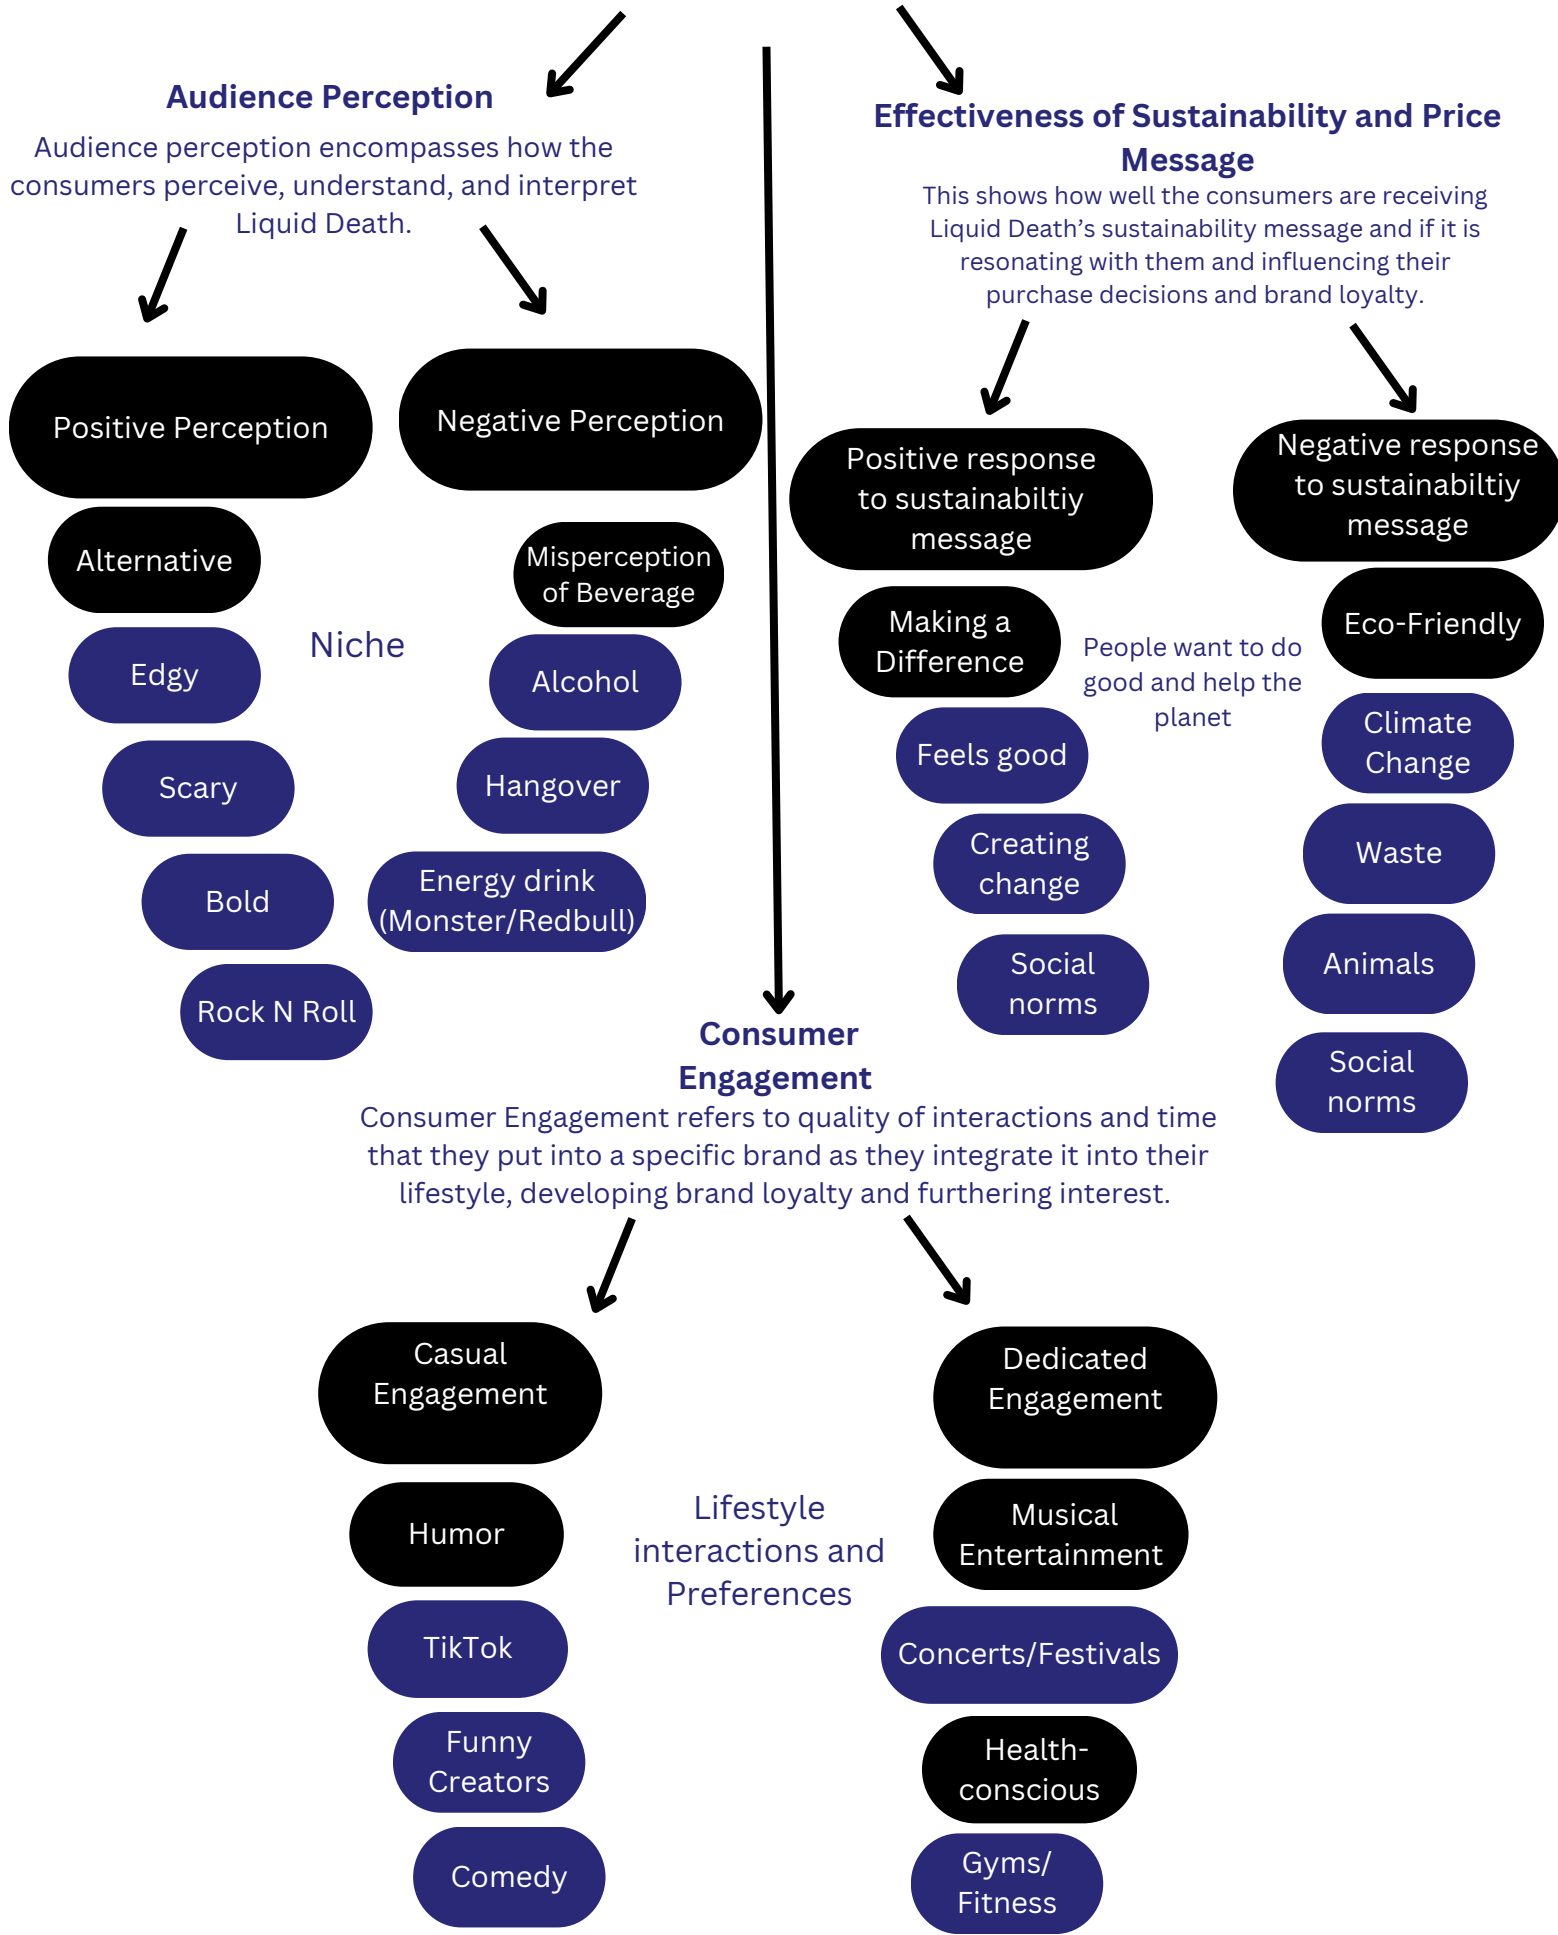 Audience Perception
Audience perception encompasses how the
consumers perceive, understand, and interpret
Liquid Death.
Positive Perception
Alternative
Edgy
Scary
Bold
Rock N Roll
Niche
Negative Perception
Misperception
of Beverage
Alcohol
Hangover
Energy drink
(Monster/Redbull)
Effectiveness of Sustainability and Price
Message
This shows how well the consumers are receiving
Liquid Death’s sustainability message and if it is
resonating with them and influencing their
purchase decisions and brand loyalty.
Positive response
to sustainabiltiy
message
Making a
Difference
Feels good
Creating
change
Social
norms
People want to do
good and help the
planet
Negative response
to sustainabiltiy
message
Eco-Friendly
Climate
Change
Waste
Animals
Social
norms
Consumer
Engagement
Consumer Engagement refers to quality of interactions and time
that they put into a specific brand as they integrate it into their
lifestyle, developing brand loyalty and furthering interest.
Casual
Engagement
Humor
TikTok
Funny
Creators
Comedy
Lifestyle
interactions and
Preferences
Dedicated
Engagement
Musical
Entertainment
Concerts/Festivals
Health-
conscious
Gyms/
Fitness